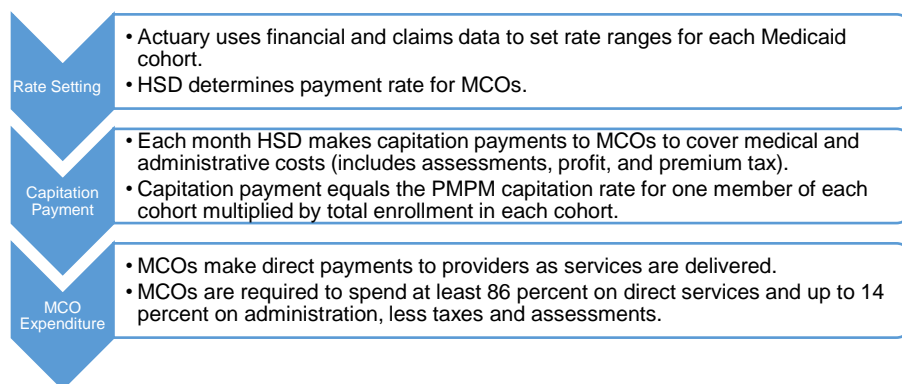 Rate Setting
• Actuary uses financial and claims data to set rate ranges for each Medicaid
cohort.
• HSD determines payment rate for MCOs.
Capitation
Payment
• Each month HSD makes capitation payments to MCOs to cover medical and
administrative costs (includes assessments, profit, and premium tax).
• Capitation payment equals the PMPM capitation rate for one member of each
cohort multiplied by total enrollment in each cohort.
MCO
Expenditure
• MCOs make direct payments to providers as services are delivered.
• MCOs are required to spend at least 86 percent on direct services and up to 14
percent on administration, less taxes and assessments.